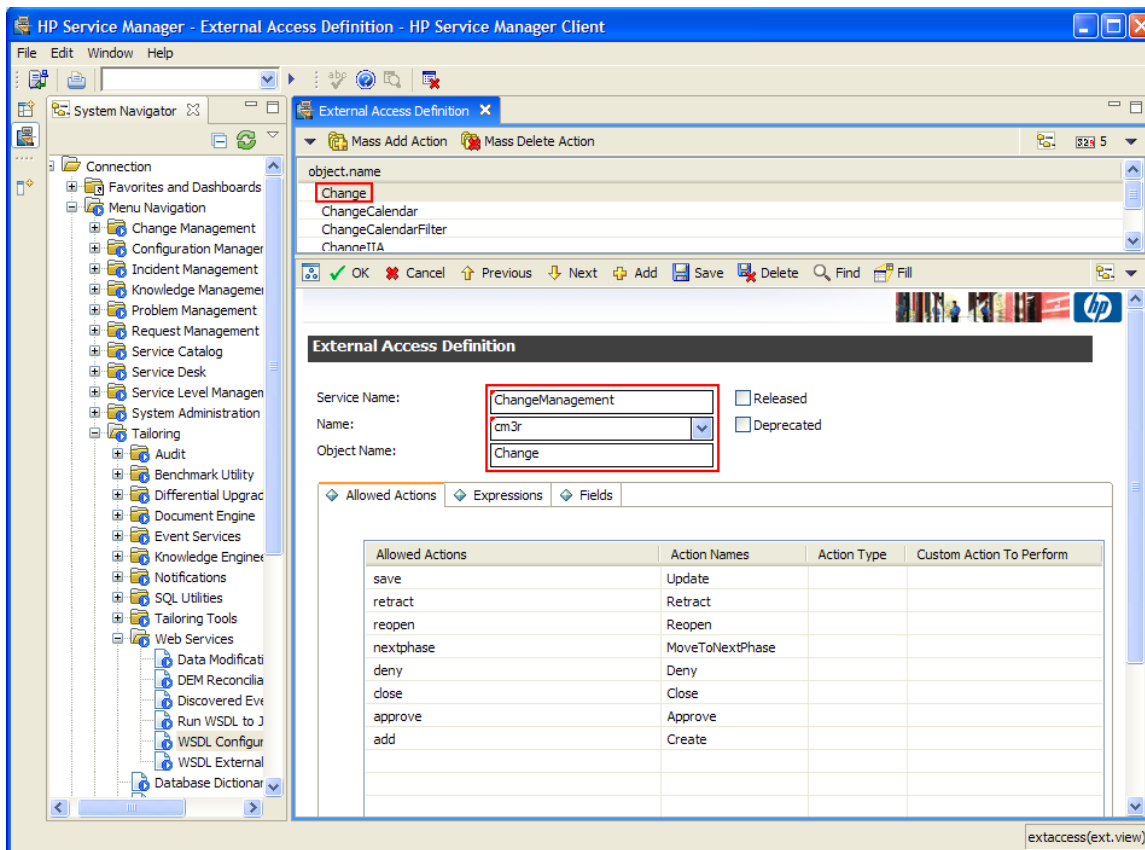 HP Service Manager - External Access Definition - HP Service Manager Client
File Edit Window Help
abc
System Navigator
External Access Definition
Mass Add Action Mass Delete Action 5
object.name
Change
ChangeCalendar
ChangeCalendarFilter
ChangeIIA
Connection
Favorites and Dashboards
Menu Navigation
Change Management
Configuration Manager
Incident Management
Knowledge Managemer
Problem Management
Request Management
Service Catalog
Service Desk
Service Level Managen
System Administration
Tailoring
Audit
Benchmark Utility
Differential Upgrad
Document Engine
Event Services
Knowledge Enginee
Notifications
SQL Utilities
Tailoring Tools
Web Services
Data Modificati
DEM Reconcilia
Discovered Eve
Run WSDL to J
WSDL Configur
WSDL External
Database Dictionar
OK Cancel Previous Next Add Save Delete Find Fill
hp
External Access Definition
Service Name: ChangeManagement Released
Name: cm3r Deprecated
Object Name: Change
Allowed Actions Expressions Fields
Allowed Actions Action Names Action Type Custom Action To Perform
save Update
retract Retract
reopen Reopen
nextphase MoveToNextPhase
deny Deny
close Close
approve Approve
add Create
extaccess(ext.view)